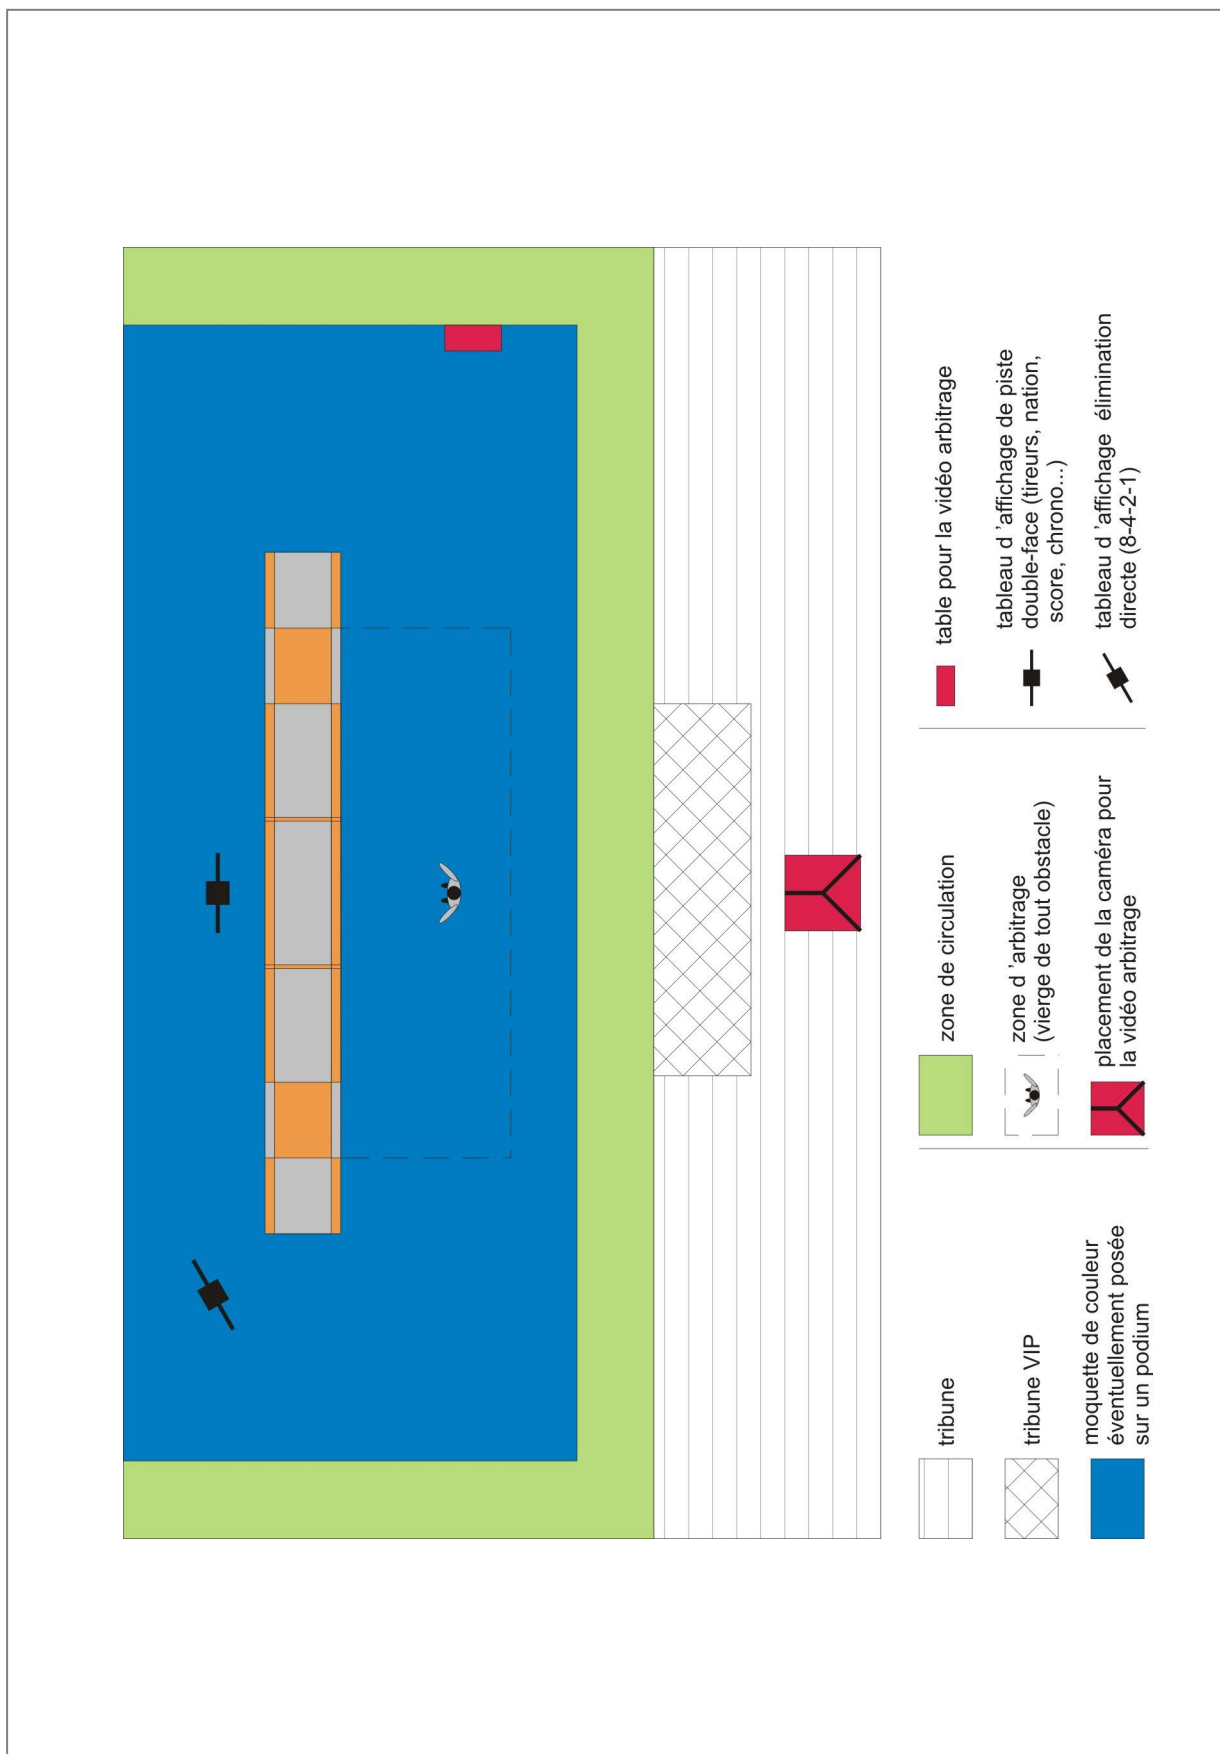 tribune
tribune VIP
moquette de couleur
éventuellement posée
sur un podium
zone de circulation
zone d 'arbitrage
(vierge de tout obstacle)
placement de la caméra pour
la vidéo arbitrage
table pour la vidéo arbitrage
tableau d 'affichage de piste
double-face (tireurs, nation,
score, chrono...)
tableau d 'affichage élimination
directe (8-4-2-1)